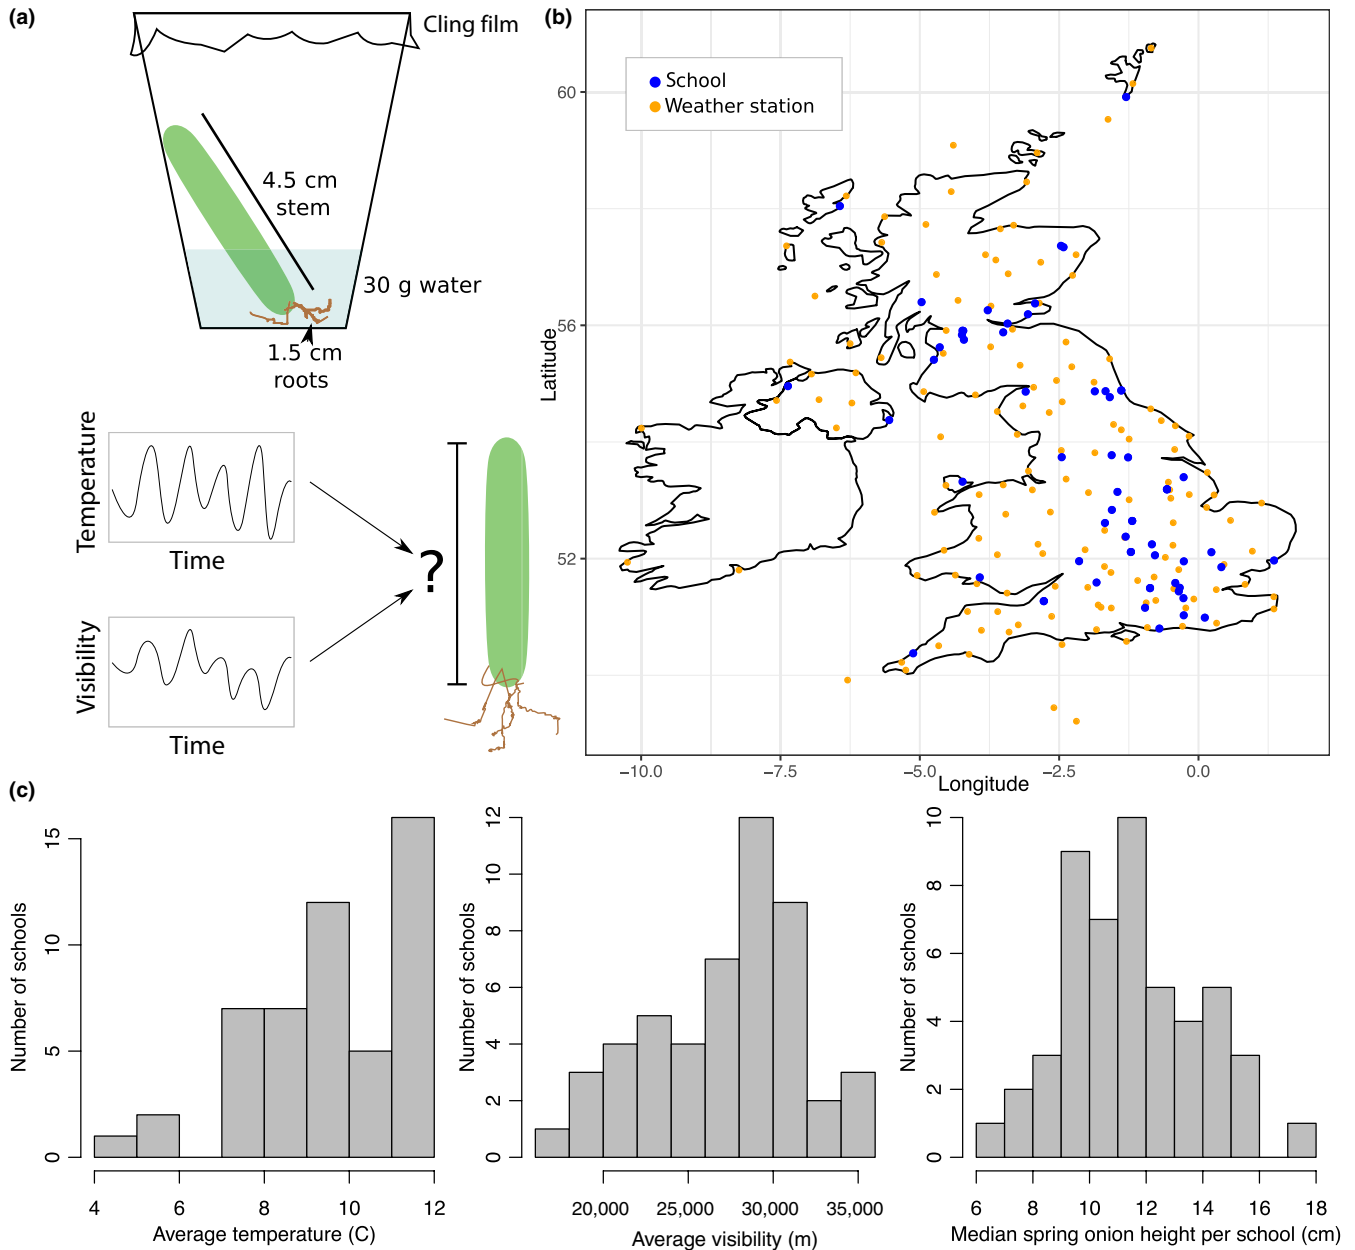 (a)
Cling film
4.5 cm
stem
30 g water
1.5 cm
roots
Temperature
Time
?
Visibility
Time
(b)
School
Weather station
Latitude
60
56
52
−10.0
−7.5
−5.0
−2.5
0.0
Longitude
(c)
Number of schools
0
5
10
15
4
6
8
10
12
Average temperature (C)
Number of schools
0
2
4
6
8
10
12
20,000
25,000
30,000
35,000
Average visibility (m)
Number of schools
0
2
4
6
8
10
6
8
10
12
14
16
18
Median spring onion height per school (cm)